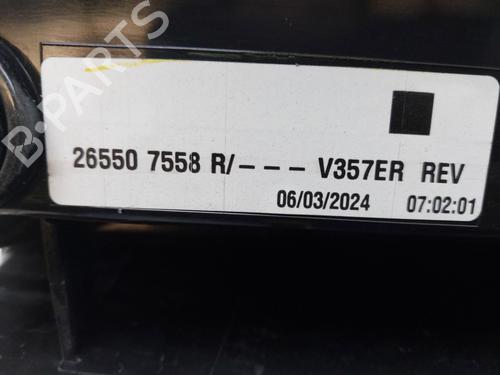 B-PARTS
26550 7558 R/--- V357ER REV
06/03/2024 07:02:01